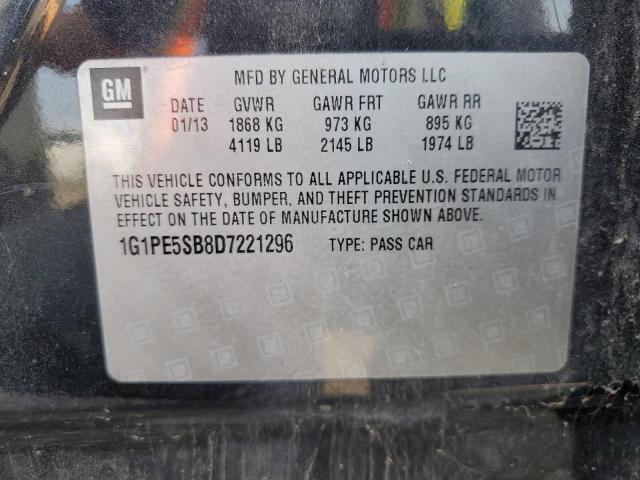 GM
MFD BY GENERAL MOTORS LLC
DATE GVWR GAWR FRT GAWR RR
01/13 1868 KG 973 KG 895 KG
4119 LB 2145 LB 1974 LB
THIS VEHICLE CONFORMS TO ALL APPLICABLE U.S. FEDERAL MOTOR
VEHICLE SAFETY, BUMPER, AND THEFT PREVENTION STANDARDS IN
EFFECT ON THE DATE OF MANUFACTURE SHOWN ABOVE.
1G1PE5SB8D7221296 TYPE: PASS CAR